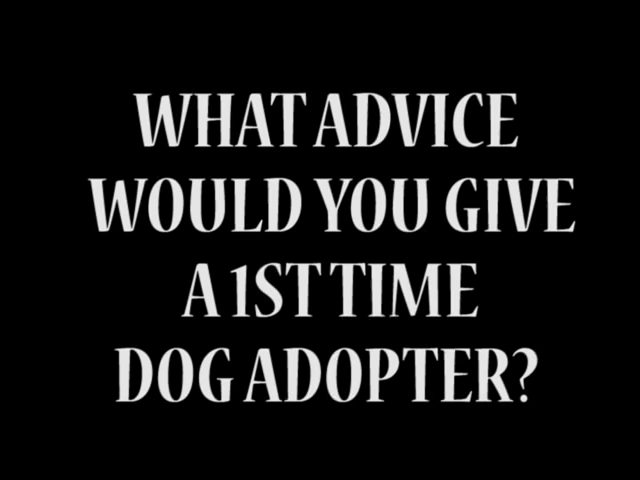 WHAT ADVICE
WOULD YOU GIVE
A 1ST TIME
DOG ADOPTER?